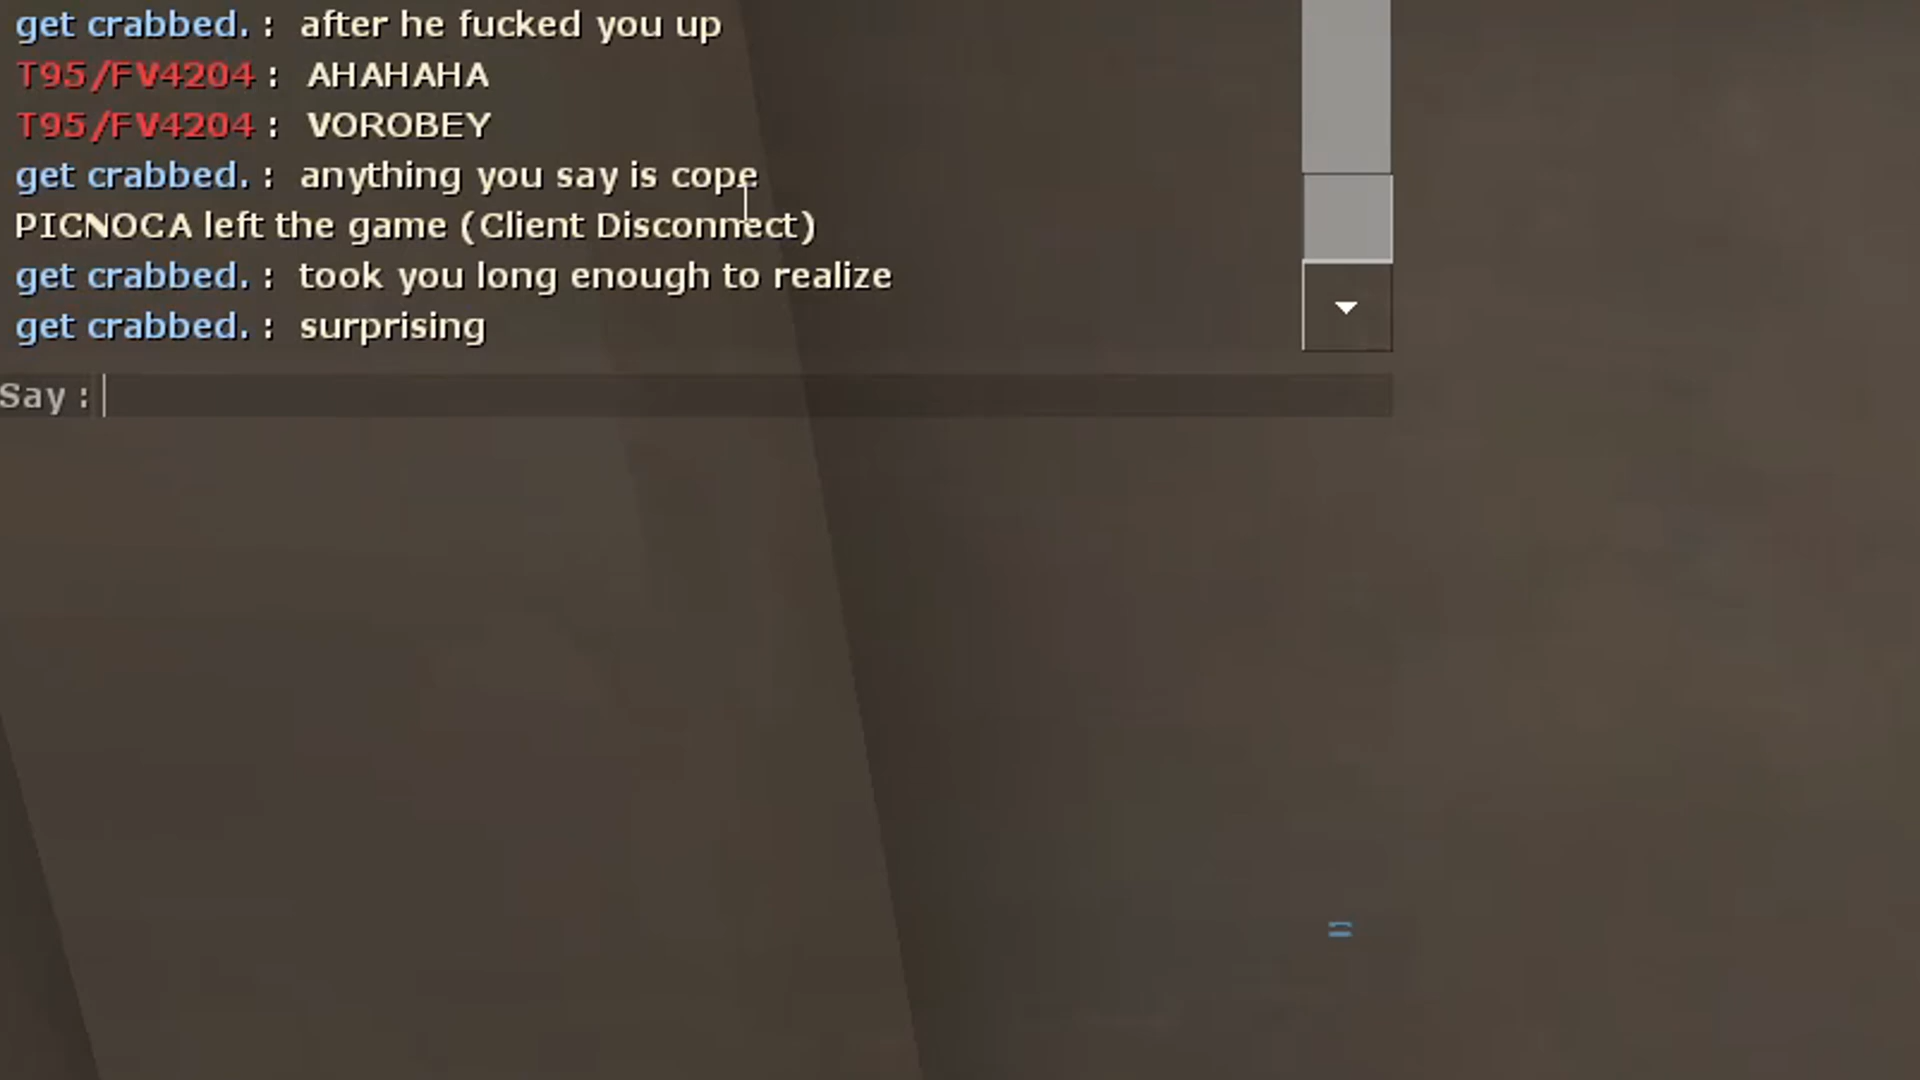 get crabbed. :  after he fucked you up
T95/FV4204 :  AHAHAHA
T95/FV4204 :  VOROBEY
get crabbed. :  anything you say is cope
PICNOCA left the game (Client Disconnect)
get crabbed. :  took you long enough to realize
get crabbed. :  surprising
Say :